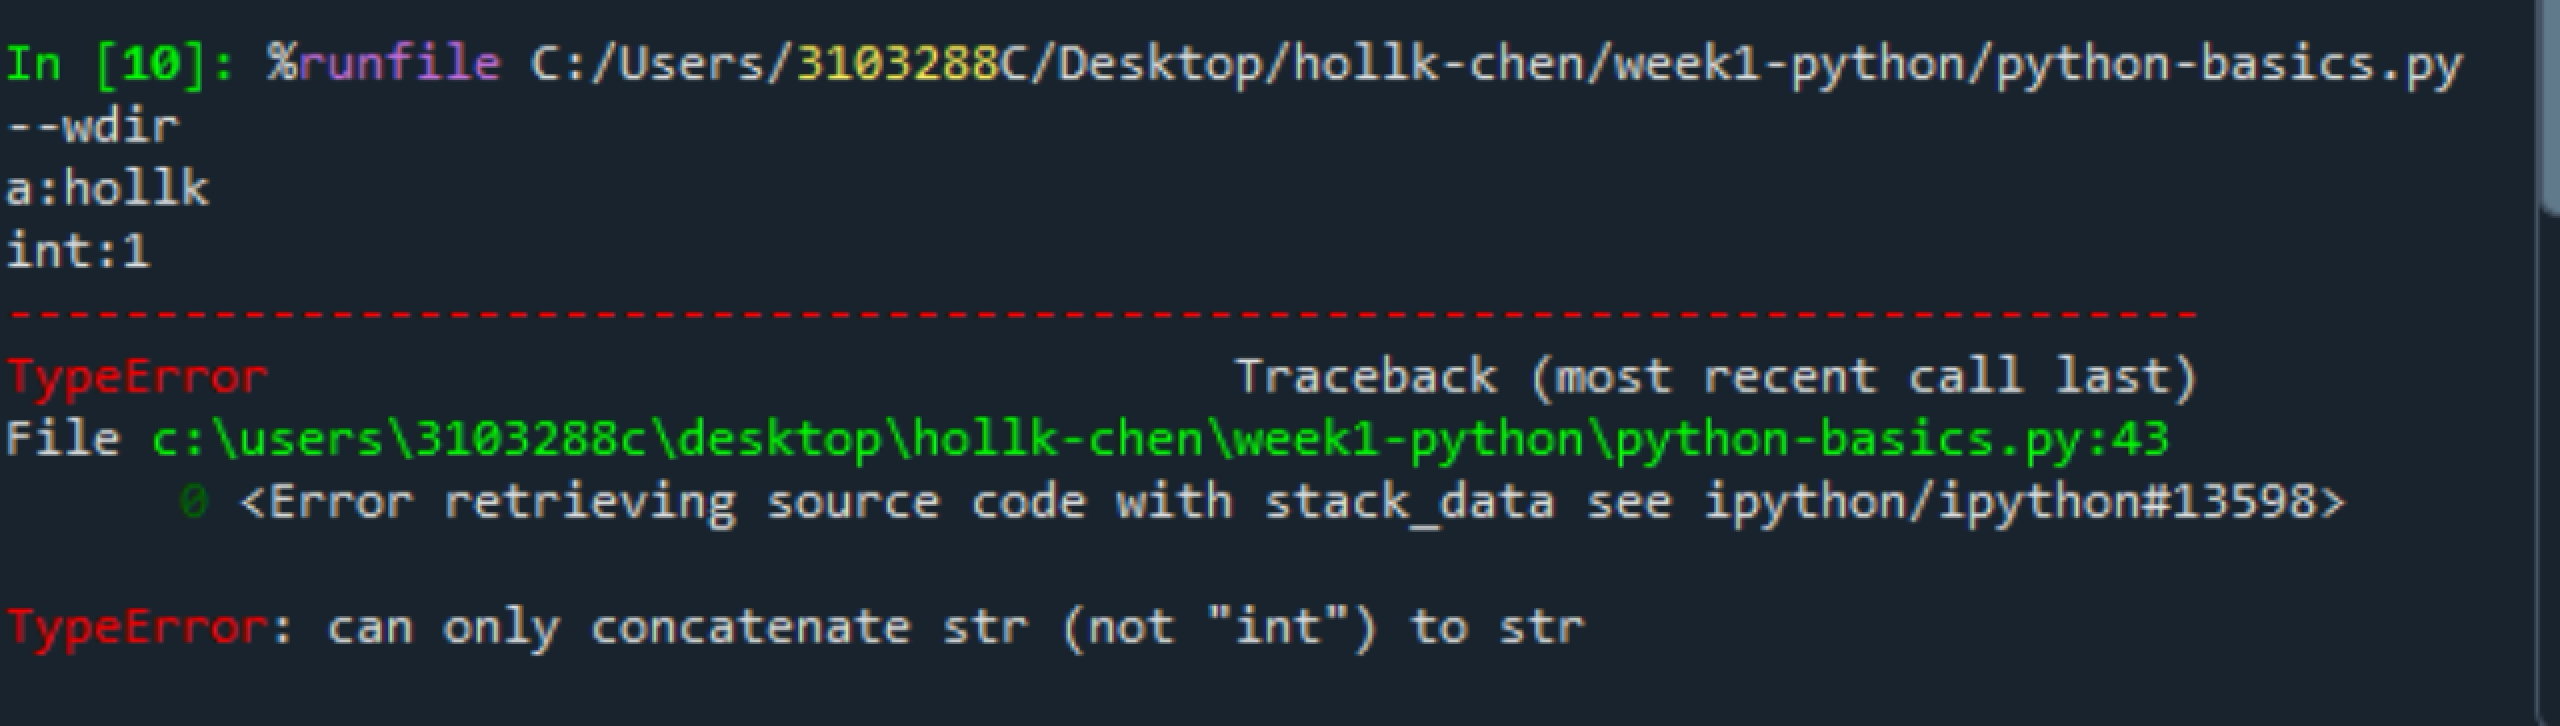 In [10]: %runfile C:/Users/3103288C/Desktop/hollk-chen/week1-python/python-basics.py
--wdir
a:hollk
int:1
---------------------------------------------------------------------------
TypeError                                 Traceback (most recent call last)
File c:\users\3103288c\desktop\hollk-chen\week1-python\python-basics.py:43
      0 <Error retrieving source code with stack_data see ipython/ipython#13598>
TypeError: can only concatenate str (not "int") to str